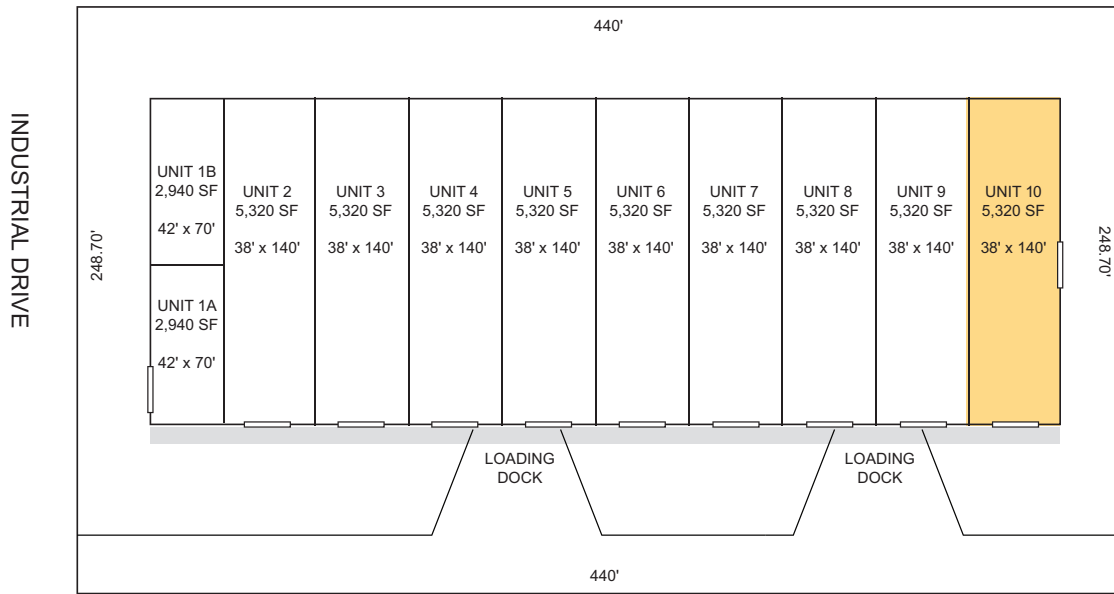 440'
INDUSTRIAL DRIVE
248.70'
UNIT 1B
2,940 SF
42' x 70'
UNIT 1A
2,940 SF
42' x 70'
UNIT 2
5,320 SF
38' x 140'
UNIT 3
5,320 SF
38' x 140'
UNIT 4
5,320 SF
38' x 140'
UNIT 5
5,320 SF
38' x 140'
UNIT 6
5,320 SF
38' x 140'
UNIT 7
5,320 SF
38' x 140'
UNIT 8
5,320 SF
38' x 140'
UNIT 9
5,320 SF
38' x 140'
UNIT 10
5,320 SF
38' x 140'
248.70'
LOADING
DOCK
LOADING
DOCK
440'